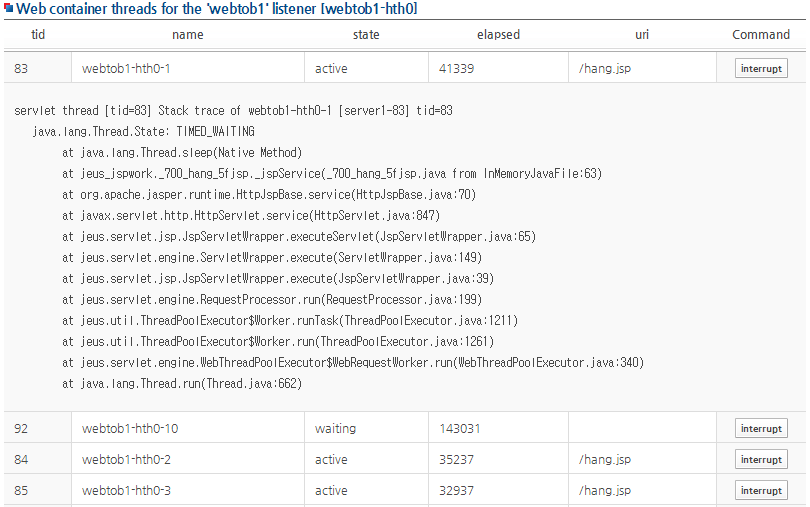 Web container threads for the 'webtob1' listener [webtob1-hth0]
tid name state elapsed uri Command
83 webtob1-hth0-1 active 41339 /hang.jsp interrupt
servlet thread [tid=83] Stack trace of webtob1-hth0-1 [server1-83] tid=83
java.lang.Thread.State: TIMED_WAITING
at java.lang.Thread.sleep(Native Method)
at jeus_jspwork._700_hang_5fjsp._jspService(_700_hang_5fjsp.java from InMemoryJavaFile:63)
at org.apache.jasper.runtime.HttpJspBase.service(HttpJspBase.java:70)
at javax.servlet.http.HttpServlet.service(HttpServlet.java:847)
at jeus.servlet.jsp.JspServletWrapper.executeServlet(JspServletWrapper.java:65)
at jeus.servlet.engine.ServletWrapper.execute(ServletWrapper.java:149)
at jeus.servlet.jsp.JspServletWrapper.execute(JspServletWrapper.java:39)
at jeus.servlet.engine.RequestProcessor.run(RequestProcessor.java:199)
at jeus.util.ThreadPoolExecutor$Worker.runTask(ThreadPoolExecutor.java:1211)
at jeus.util.ThreadPoolExecutor$Worker.run(ThreadPoolExecutor.java:1261)
at jeus.servlet.engine.WebThreadPoolExecutor$WebRequestWorker.run(WebThreadPoolExecutor.java:340)
at java.lang.Thread.run(Thread.java:662)
92 webtob1-hth0-10 waiting 143031 interrupt
84 webtob1-hth0-2 active 35237 /hang.jsp interrupt
85 webtob1-hth0-3 active 32937 /hang.jsp interrupt